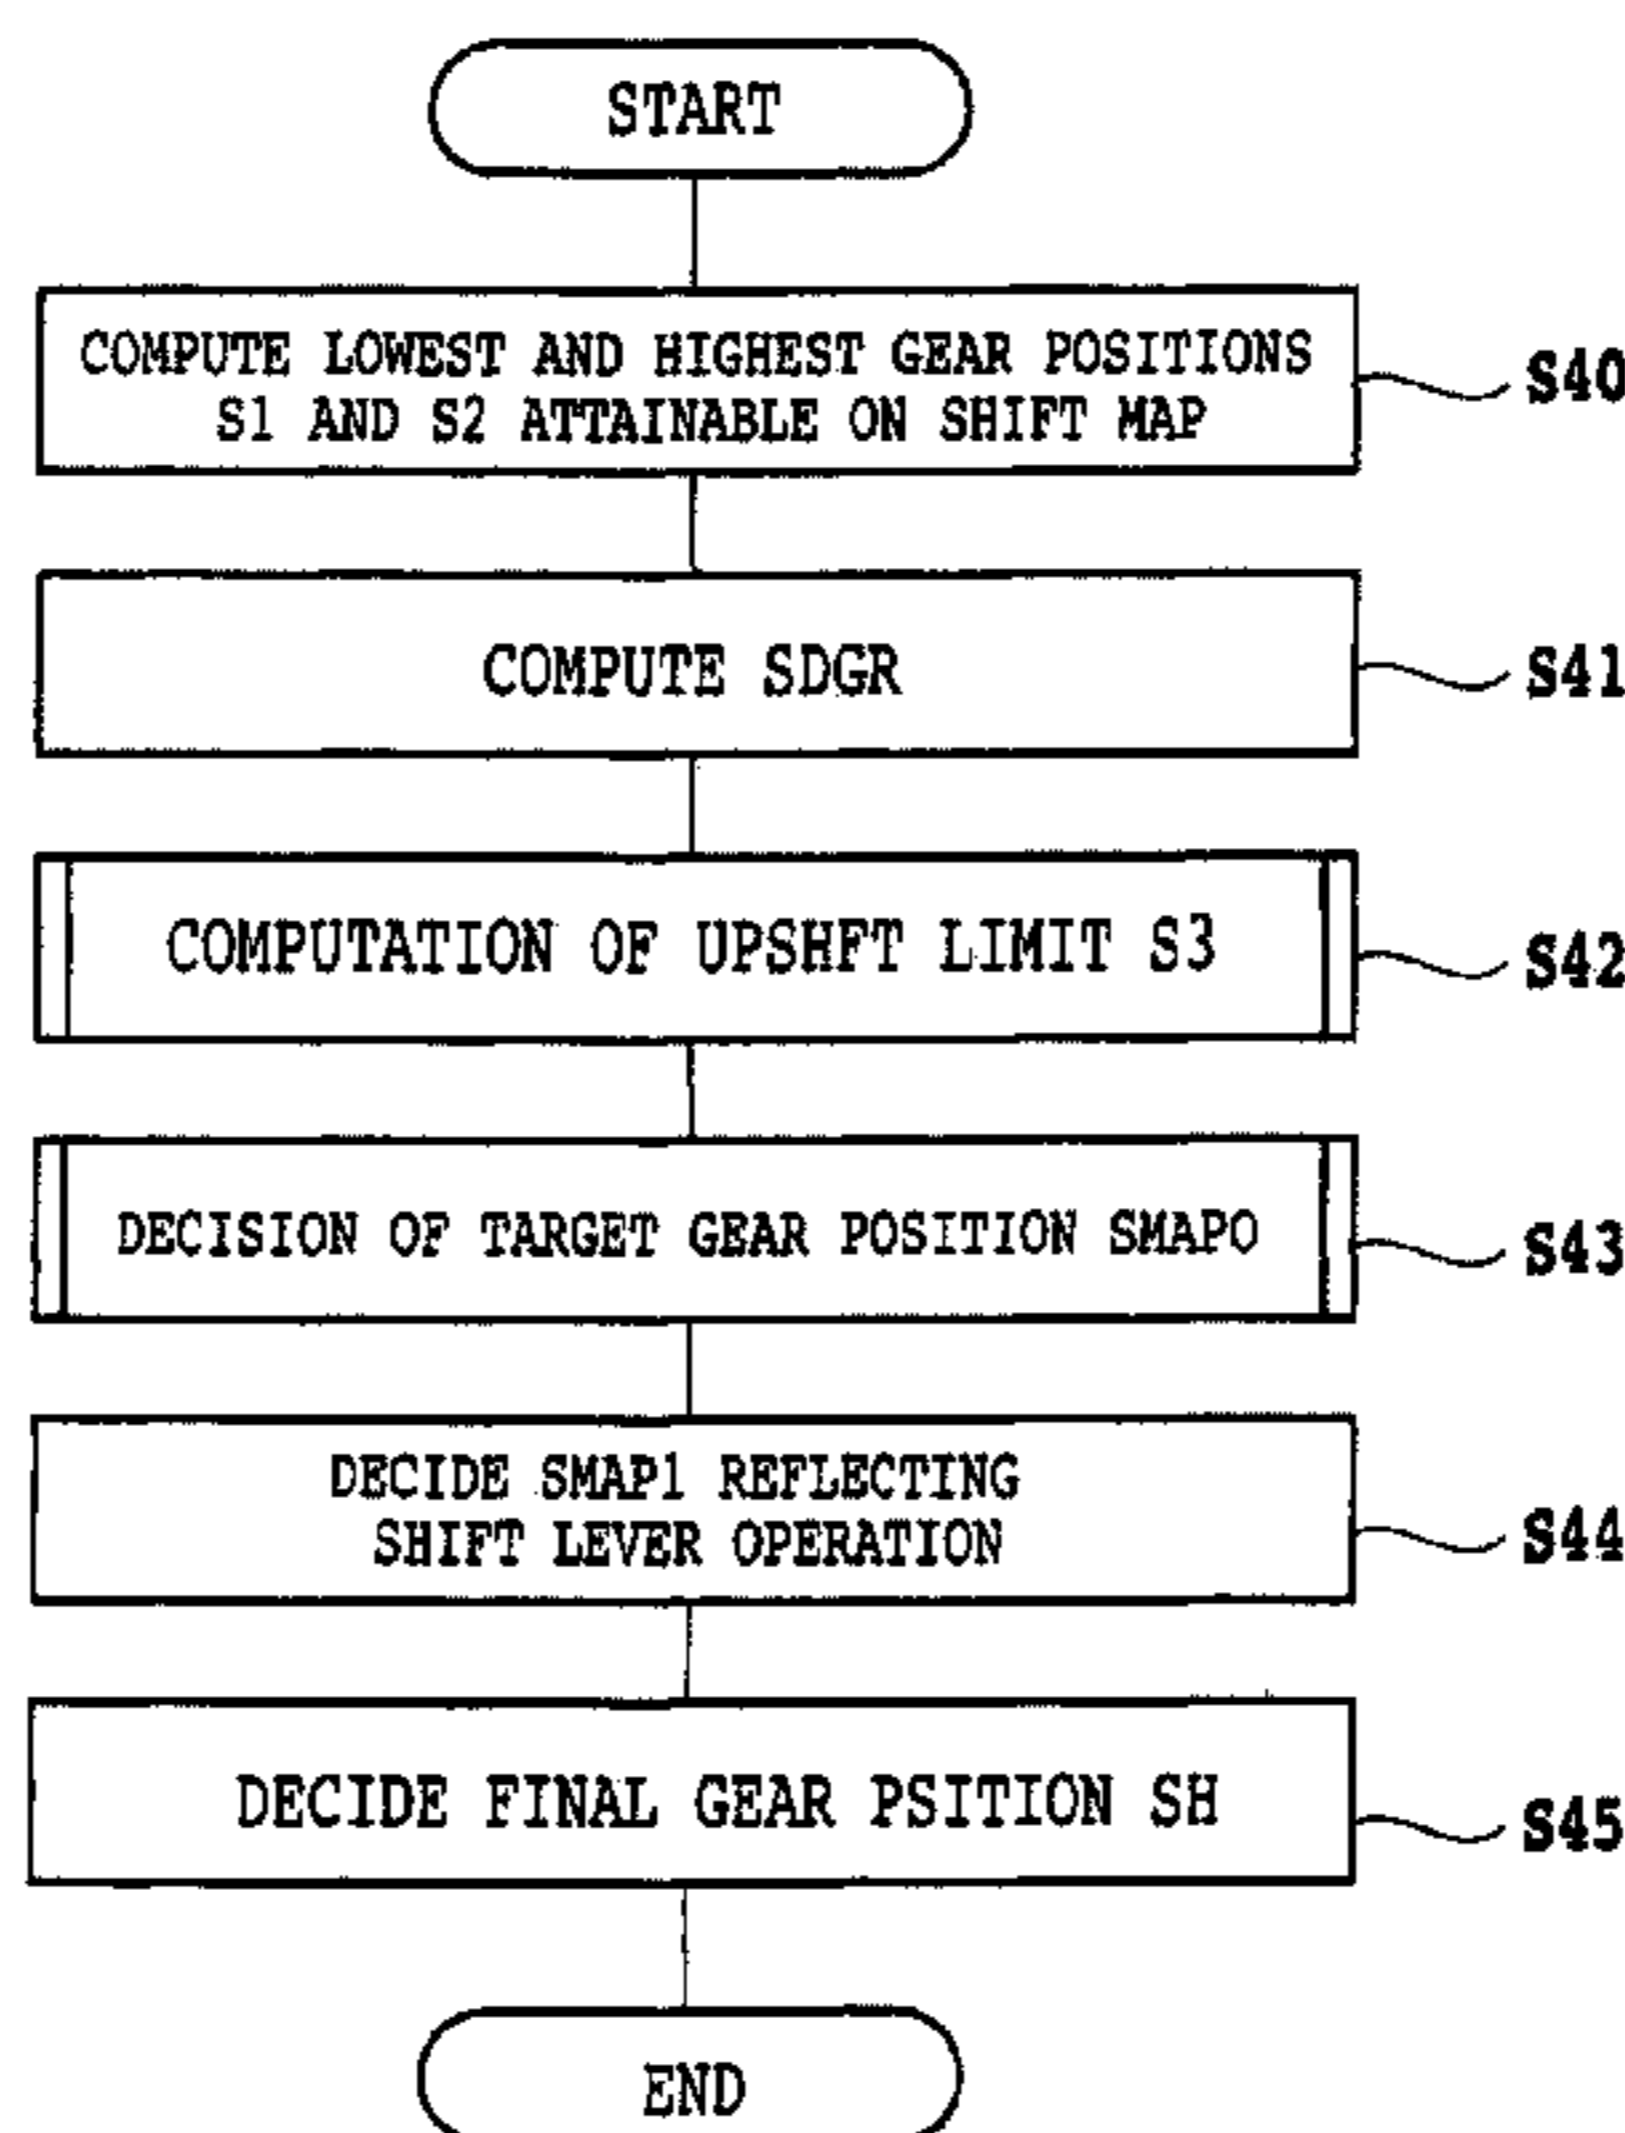 START
COMPUTE LOWEST AND HIGHEST GEAR POSITIONS
S1 AND S2 ATTAINABLE ON SHIFT MAP
S40
COMPUTE SDGR
S41
COMPUTATION OF UPSHFT LIMIT S3
S42
DECISION OF TARGET GEAR POSITION SMAPO
S43
DECIDE SMAP1 REFLECTING
SHIFT LEVER OPERATION
S44
DECIDE FINAL GEAR PSITION SH
S45
END